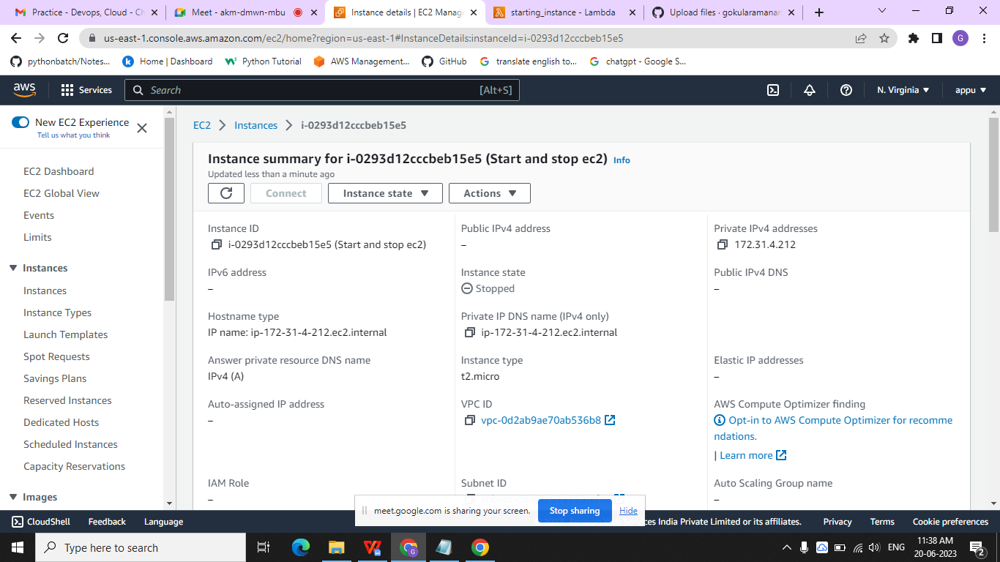 Practice - Devops, Cloud - Ch
Meet - akm-dmwn-mbu
Instance details | EC2 Manag
starting_instance - Lambda
Upload files · gokularamanan
us-east-1.console.aws.amazon.com/ec2/home?region=us-east-1#InstanceDetails:instanceId=i-0293d12cccbeb15e5
G
pythonbatch/Notes...
Home | Dashboard
Python Tutorial
AWS Management...
GitHub
translate english to...
chatgpt - Google S...
aws
Services
Search
[Alt+S]
N. Virginia
appu
New EC2 Experience
Tell us what you think
EC2 Dashboard
EC2 Global View
Events
Limits
Instances
Instances
Instance Types
Launch Templates
Spot Requests
Savings Plans
Reserved Instances
Dedicated Hosts
Scheduled Instances
Capacity Reservations
Images
EC2
Instances
i-0293d12cccbeb15e5
Instance summary for i-0293d12cccbeb15e5 (Start and stop ec2) Info
Updated less than a minute ago
Connect
Instance state
Actions
Instance ID
i-0293d12cccbeb15e5 (Start and stop ec2)
Public IPv4 address
–
Private IPv4 addresses
172.31.4.212
IPv6 address
–
Instance state
Stopped
Public IPv4 DNS
–
Hostname type
IP name: ip-172-31-4-212.ec2.internal
Private IP DNS name (IPv4 only)
ip-172-31-4-212.ec2.internal
Answer private resource DNS name
IPv4 (A)
Instance type
t2.micro
Elastic IP addresses
–
Auto-assigned IP address
–
VPC ID
vpc-0d2ab9ae70ab536b8
AWS Compute Optimizer finding
Opt-in to AWS Compute Optimizer for recomme
ndations.
| Learn more
IAM Role
–
Subnet ID
Auto Scaling Group name
–
meet.google.com is sharing your screen.
Stop sharing
Hide
CloudShell
Feedback
Language
Services India Private Limited or its affiliates.
Privacy
Terms
Cookie preferences
Type here to search
G
ENG
11:38 AM
20-06-2023
2